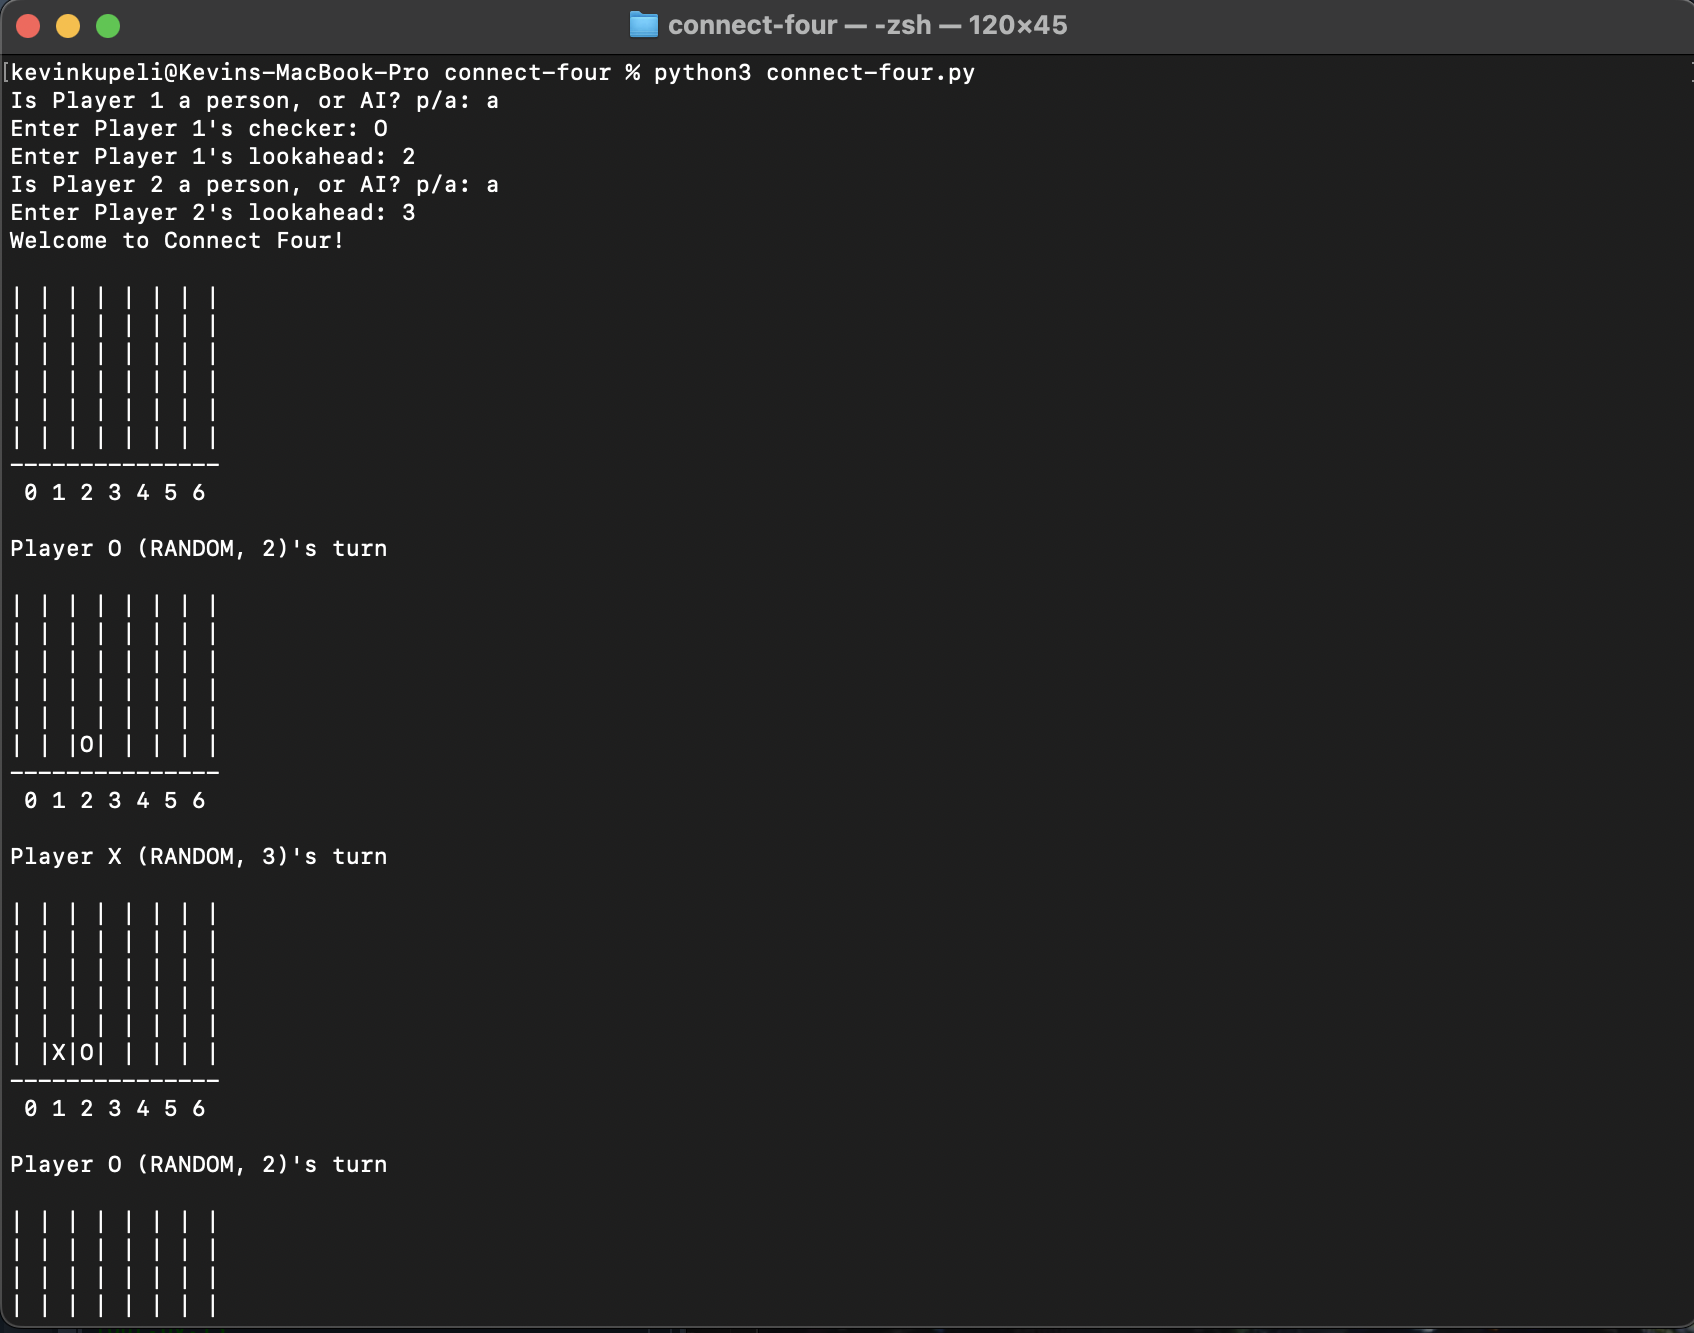 connect-four — -zsh — 120×45
kevinkupeli@Kevins-MacBook-Pro connect-four % python3 connect-four.py
Is Player 1 a person, or AI? p/a: a
Enter Player 1's checker: O
Enter Player 1's lookahead: 2
Is Player 2 a person, or AI? p/a: a
Enter Player 2's lookahead: 3
Welcome to Connect Four!
| | | | | | | |
| | | | | | | |
| | | | | | | |
| | | | | | | |
| | | | | | | |
| | | | | | | |
---------------
 0 1 2 3 4 5 6
Player O (RANDOM, 2)'s turn
| | | | | | | |
| | | | | | | |
| | | | | | | |
| | | | | | | |
| | | | | | | |
| | |O| | | | |
---------------
 0 1 2 3 4 5 6
Player X (RANDOM, 3)'s turn
| | | | | | | |
| | | | | | | |
| | | | | | | |
| | | | | | | |
| | | | | | | |
| |X|O| | | | |
---------------
 0 1 2 3 4 5 6
Player O (RANDOM, 2)'s turn
| | | | | | | |
| | | | | | | |
| | | | | | | |
| | | | | | | |